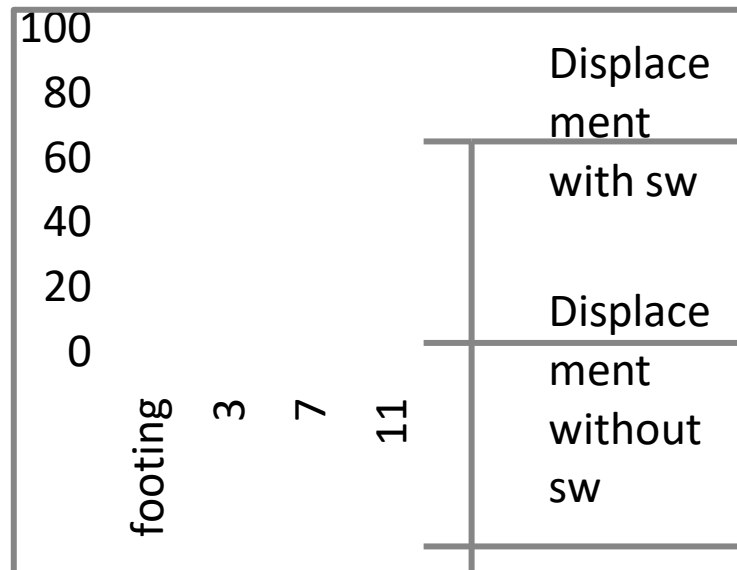 100
80
60
40
20
0
footing
3
7
11
Displace
ment
with sw
Displace
ment
without
sw